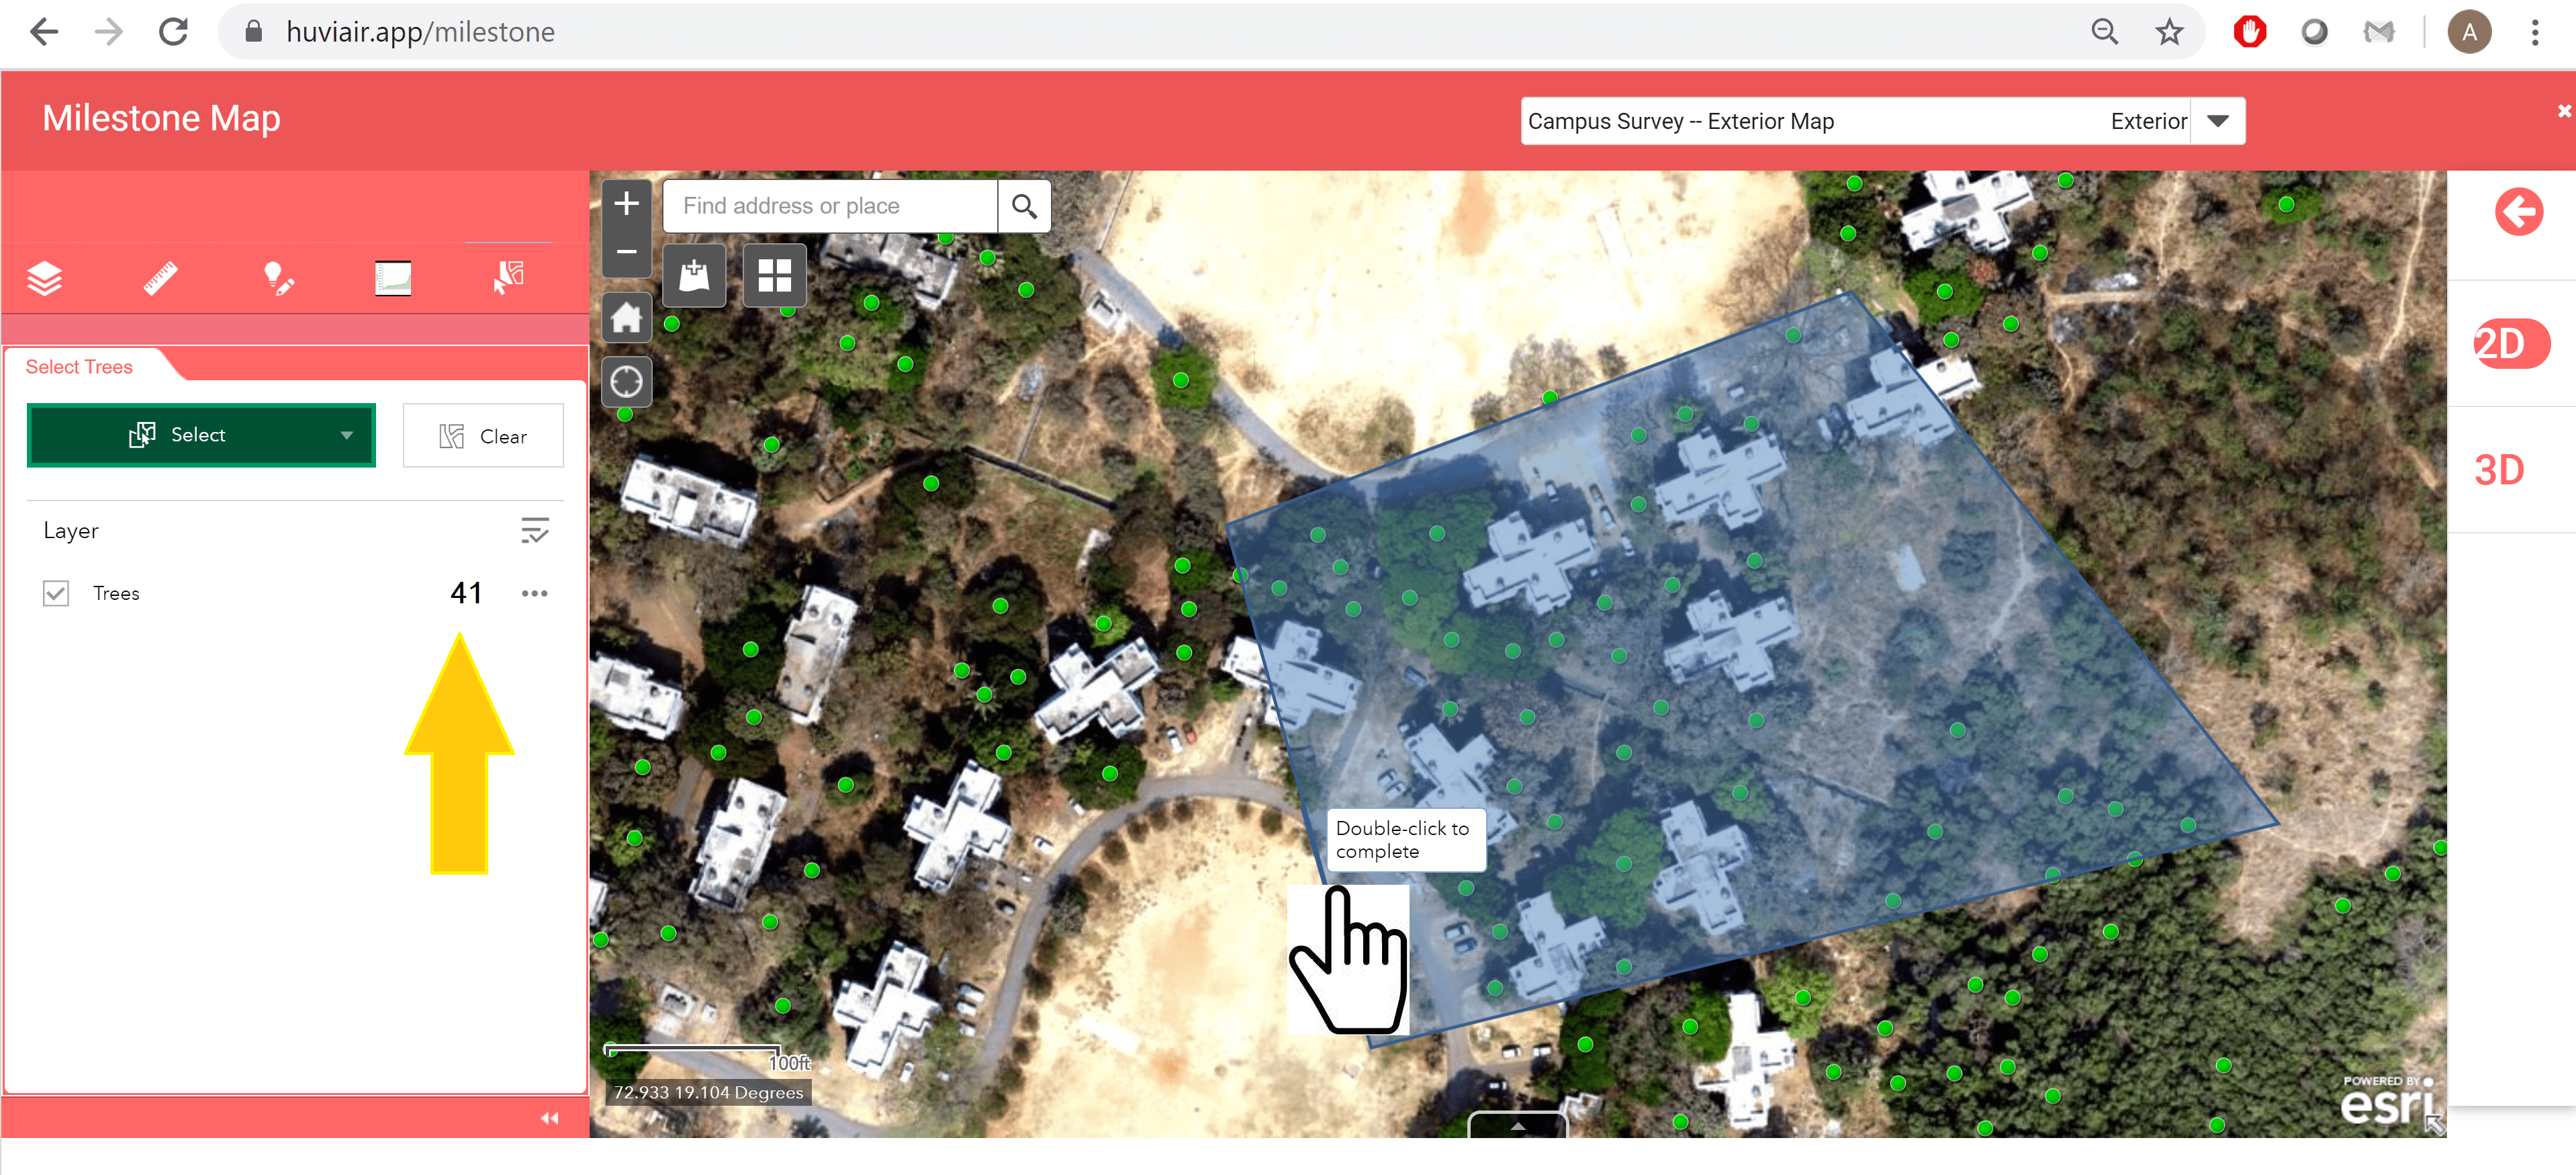 huviair.app/milestone
A
Milestone Map
Campus Survey -- Exterior Map Exterior
Find address or place
2D
3D
Select Trees
Select
Clear
Layer
Trees 41
Double-click to
complete
100ft
72.933 19.104 Degrees
POWERED BY
esri